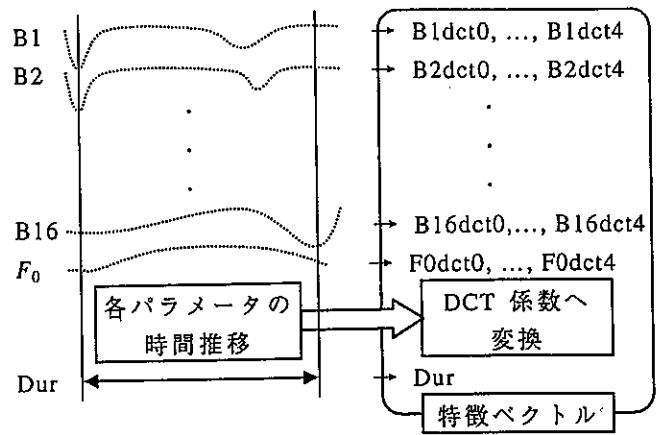 B1 → B1dct0, ..., B1dct4
B2 → B2dct0, ..., B2dct4
B16 → B16dct0,..., B16dct4
F0 → F0dct0, ..., F0dct4
各パラメータの
時間推移
DCT 係数へ
変換
Dur → Dur
特徴ベクトル